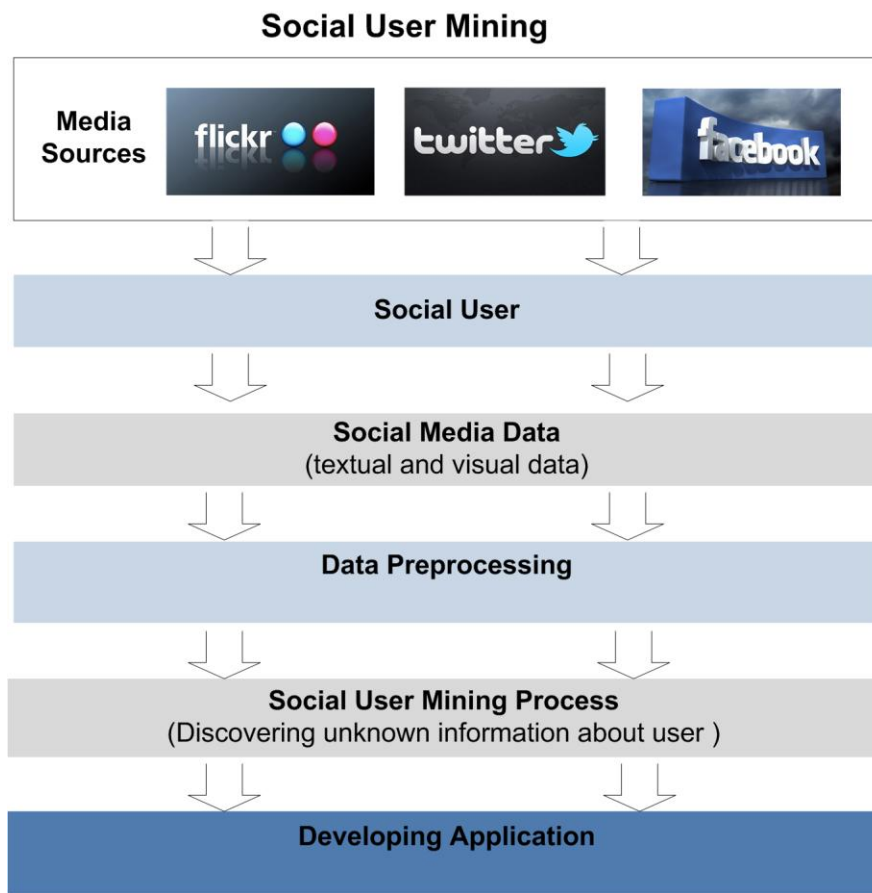 Social User Mining
Media
Sources
flickr
twitter
facebook
Social User
Social Media Data
(textual and visual data)
Data Preprocessing
Social User Mining Process
(Discovering unknown information about user )
Developing Application